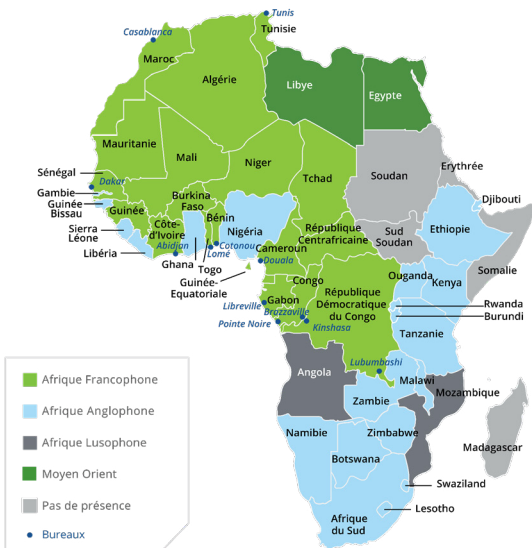 Tunis
Casablanca
Tunisie
Maroc
Algérie
Libye
Egypte
Mauritanie
Mali
Niger
Tchad
Soudan
Erythrée
Sénégal
Dakar
Gambie
Guinée
Bissau
Guinée
Burkina
Faso
Bénin
Nigéria
Djibouti
Sierra
Léone
Côte-
d'Ivoire
Abidjan
Cotonou
Lomé
République
Centrafricaine
Sud
Soudan
Ethiopie
Libéria
Ghana
Togo
Cameroun
Douala
Somalie
Guinée-
Equatoriale
Congo
Ouganda
Kenya
Libreville
Gabon
République
Démocratique
du Congo
Rwanda
Burundi
Brazzaville
Pointe Noire
Kinshasa
Tanzanie
Lubumbashi
Angola
Malawi
Mozambique
Zambie
Namibie
Zimbabwe
Madagascar
Botswana
Swaziland
Lesotho
Afrique
du Sud
Afrique Francophone
Afrique Anglophone
Afrique Lusophone
Moyen Orient
Pas de présence
Bureaux